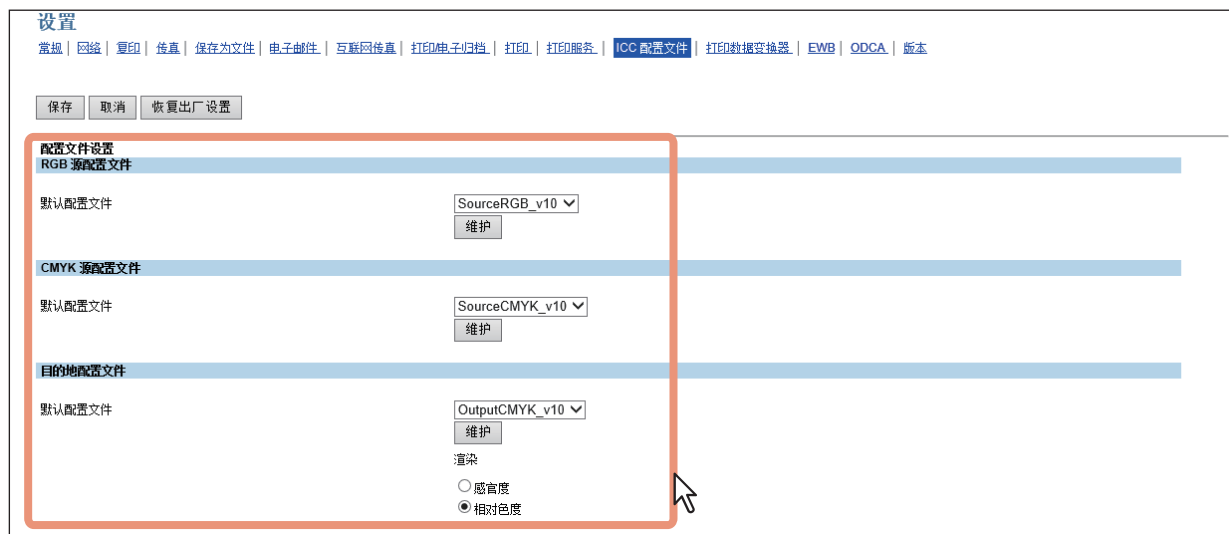 设置
常规 | 网络 | 复印 | 传真 | 保存为文件 | 电子邮件 | 互联网传真 | 打印/电子归档 | 打印 | 打印服务 | ICC 配置文件 | 打印数据变换器 | EWB | ODCA | 版本
保存 取消 恢复出厂设置
配置文件设置
RGB 源配置文件
默认配置文件 SourceRGB_v10
维护
CMYK 源配置文件
默认配置文件 SourceCMYK_v10
维护
目的地配置文件
默认配置文件 OutputCMYK_v10
维护
渲染
感官度
相对色度